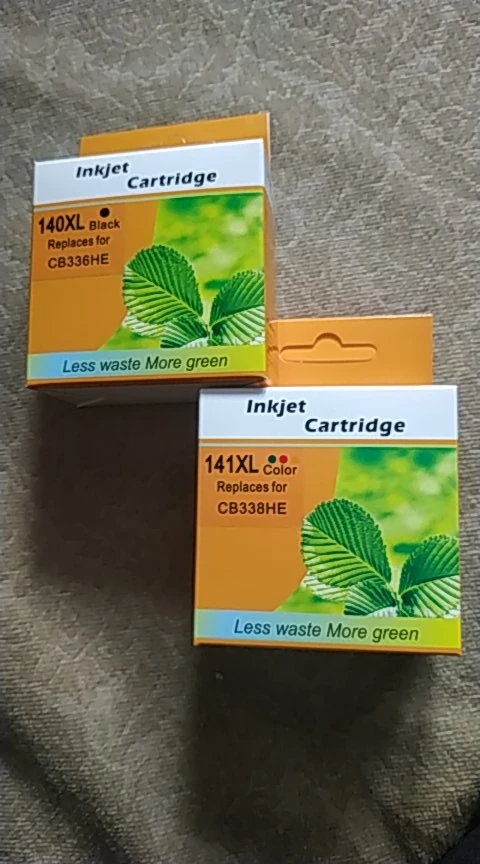 Inkjet
Cartridge
140XL Black
Replaces for
CB336HE
Less waste More green
Inkjet
Cartridge
141XL Color
Replaces for
CB338HE
Less waste More green